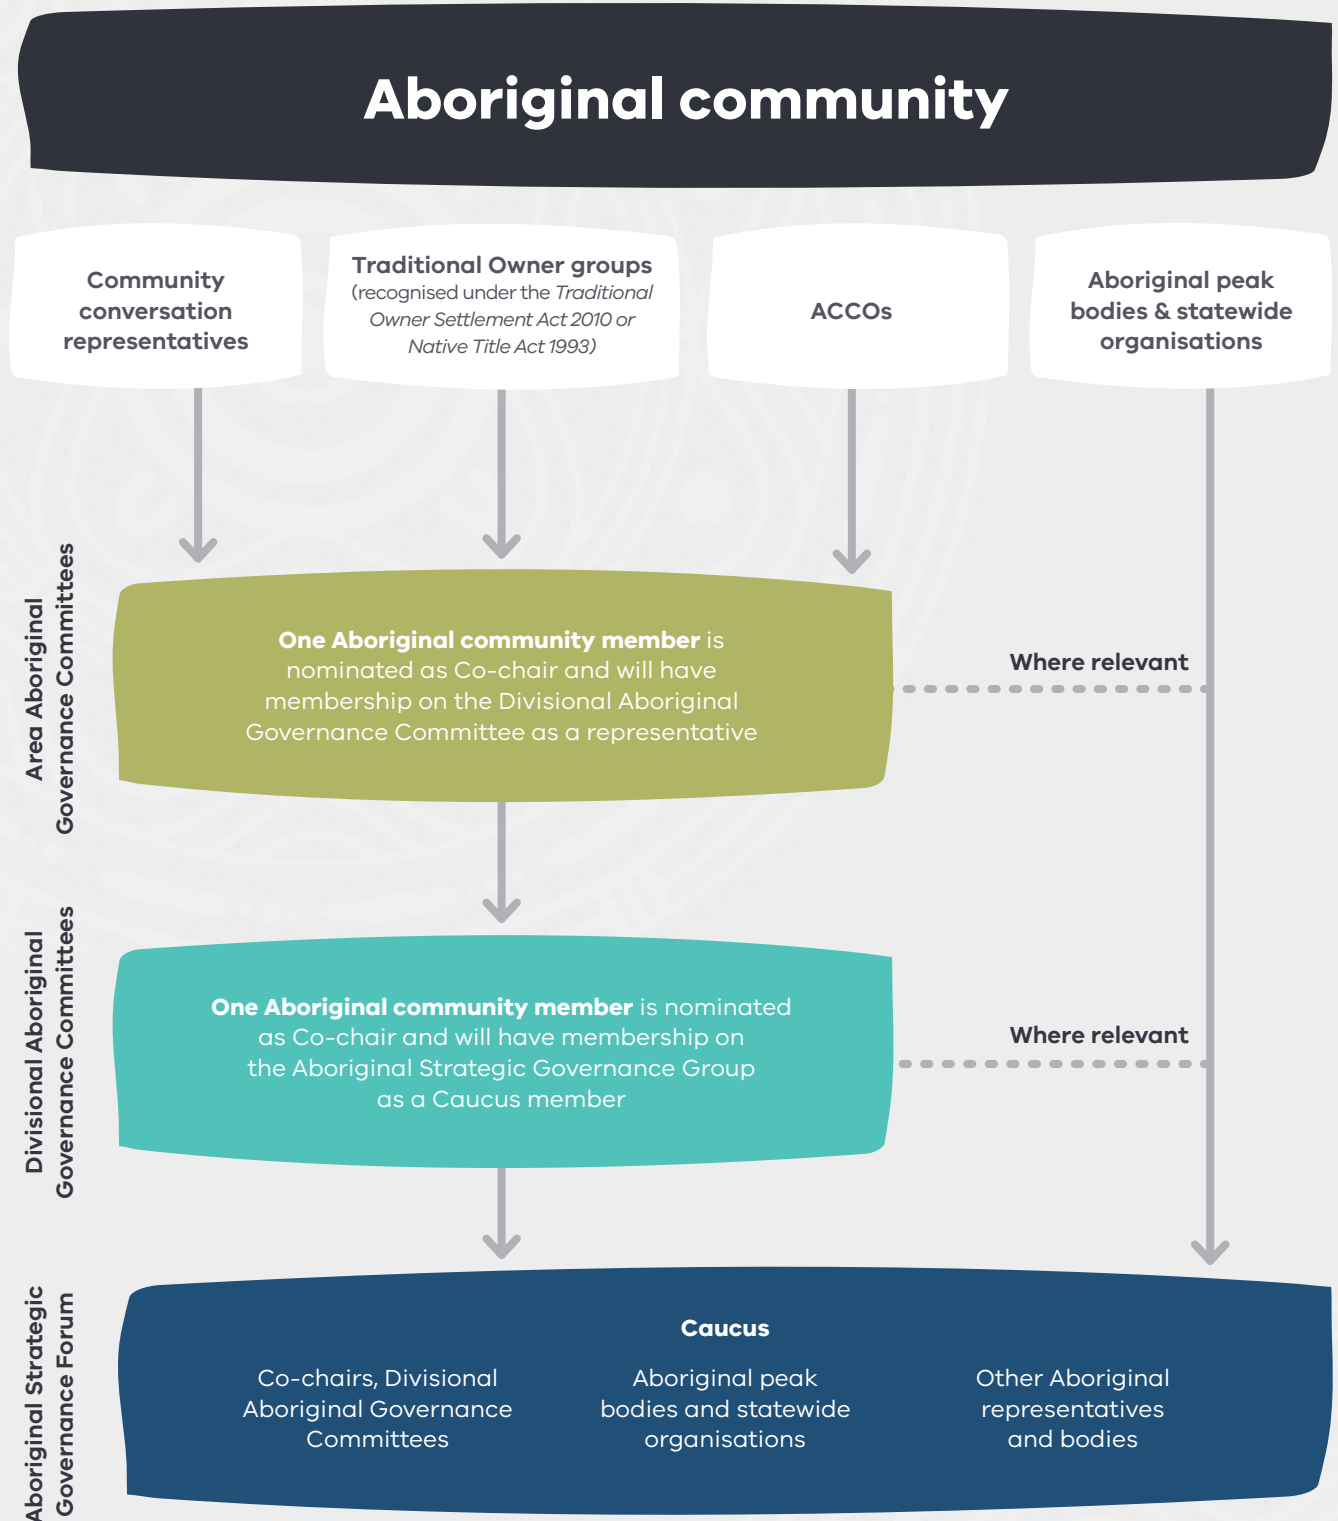 Aboriginal community
Community
conversation
representatives
Traditional Owner groups
(recognised under the Traditional
Owner Settlement Act 2010 or
Native Title Act 1993)
ACCOs
Aboriginal peak
bodies & statewide
organisations
Area Aboriginal
Governance Committees
One Aboriginal community member is
nominated as Co-chair and will have
membership on the Divisional Aboriginal
Governance Committee as a representative
Where relevant
Divisional Aboriginal
Governance Committees
One Aboriginal community member is nominated
as Co-chair and will have membership on
the Aboriginal Strategic Governance Group
as a Caucus member
Where relevant
Aboriginal Strategic
Governance Forum
Caucus
Co-chairs, Divisional
Aboriginal Governance
Committees
Aboriginal peak
bodies and statewide
organisations
Other Aboriginal
representatives
and bodies